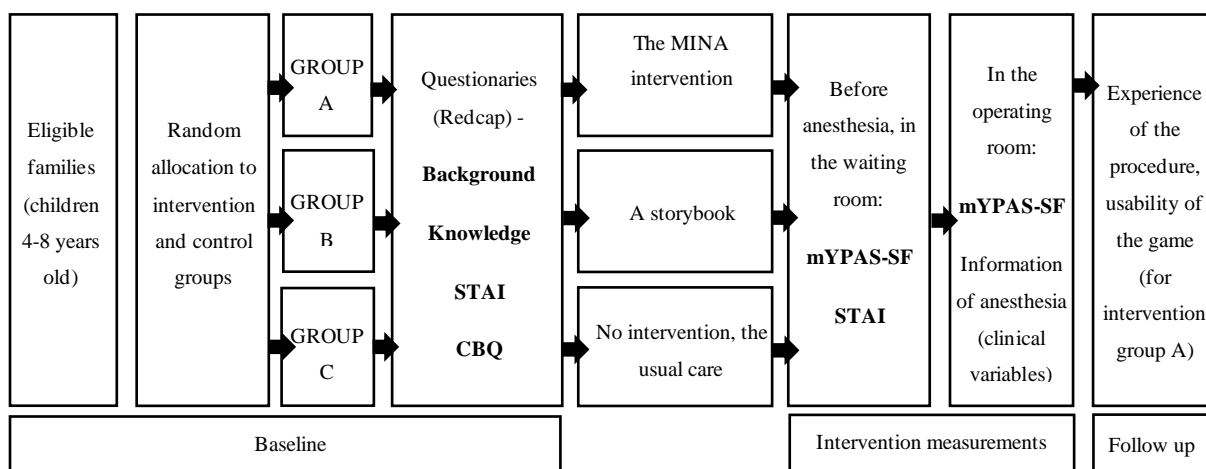 Eligible
families
(children
4-8 years
old)
Random
allocation to
intervention
and control
groups
GROUP
A
GROUP
B
GROUP
C
Questionaries
(Redcap) -
Background
Knowledge
STAI
CBQ
The MINA
intervention
A storybook
No intervention, the
usual care
Before
anesthesia, in
the waiting
room:
mYPAS-SF
STAI
In the
operating
room:
mYPAS-SF
Information
of anesthesia
(clinical
variables)
Experience
of the
procedure,
usability of
the game
(for
intervention
group A)
Baseline
Intervention measurements
Follow up